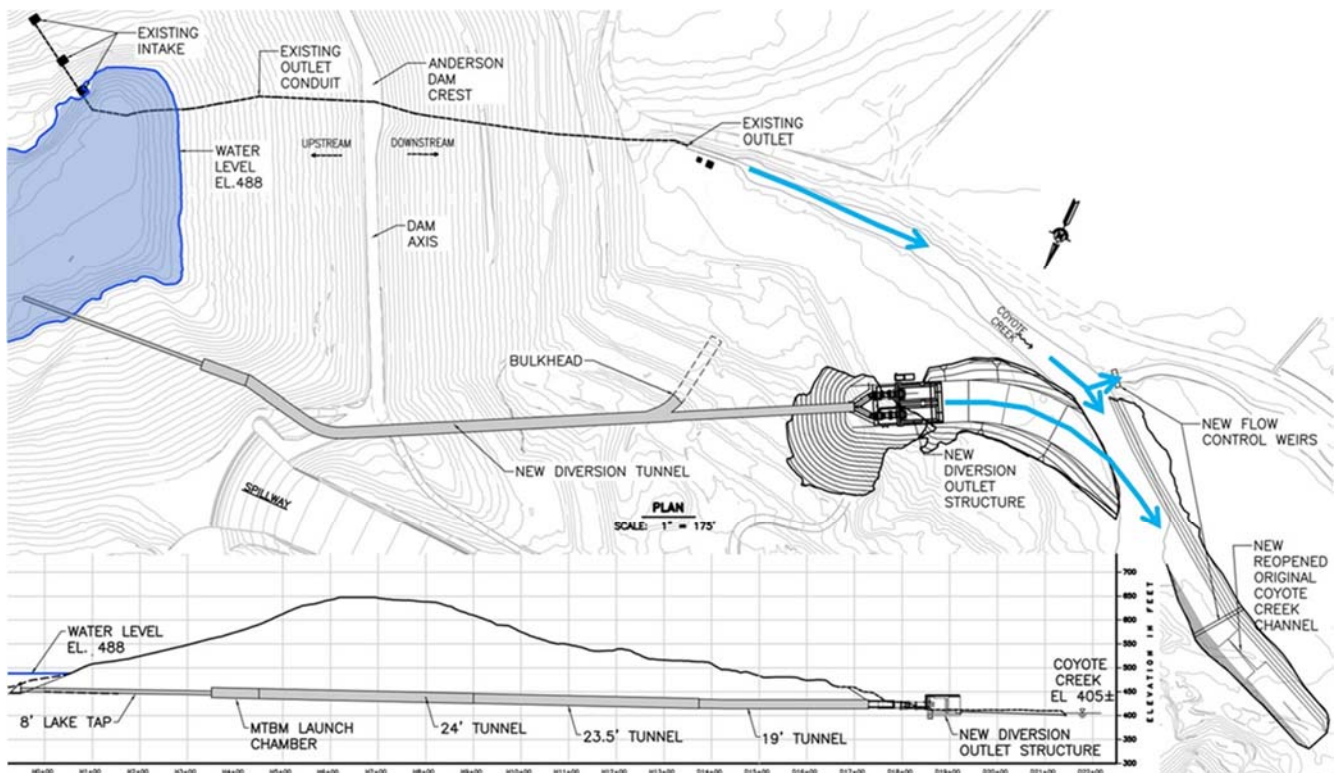 EXISTING
INTAKE
EXISTING
OUTLET
CONDUIT
ANDERSON
DAM
CREST
EXISTING
OUTLET
WATER
LEVEL
EL.488
UPSTREAM
DOWNSTREAM
DAM
AXIS
COYOTE
CREEK
BULKHEAD
NEW FLOW
CONTROL WEIRS
NEW DIVERSION TUNNEL
NEW
DIVERSION
OUTLET
STRUCTURE
SPILLWAY
PLAN
SCALE: 1" = 175'
NEW
REOPENED
ORIGINAL
COYOTE
CREEK
CHANNEL
700
650
600
550
500
450
400
350
300
ELEVATION IN FEET
WATER LEVEL
EL. 488
COYOTE
CREEK
EL 405±
8' LAKE TAP
MTBM LAUNCH
CHAMBER
24' TUNNEL
23.5' TUNNEL
19' TUNNEL
NEW DIVERSION
OUTLET STRUCTURE